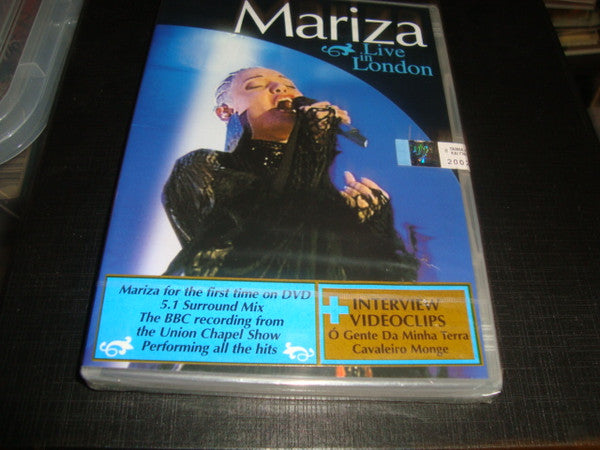 Mariza
Live
in
London
2002
Mariza for the first time on DVD
5.1 Surround Mix
The BBC recording from
the Union Chapel Show
Performing all the hits
+ INTERVIEW
VIDEOCLIPS
Ó Gente Da Minha Terra
Cavaleiro Monge